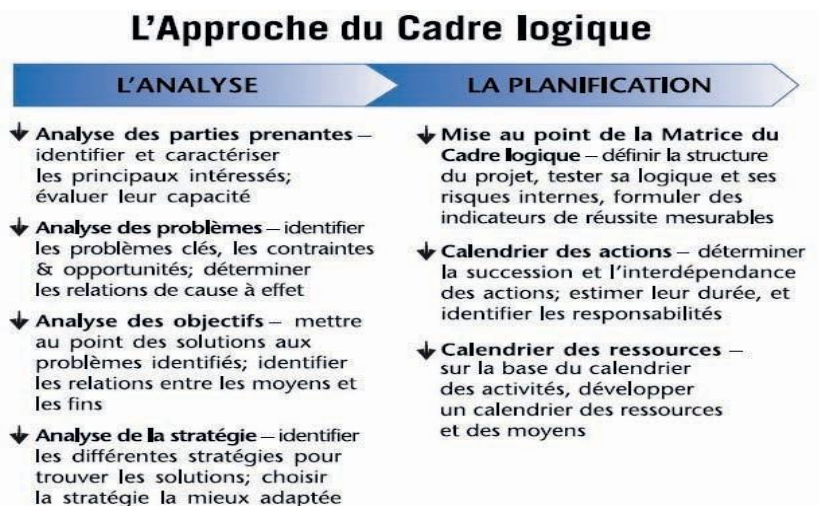 L'Approche du Cadre logique
L'ANALYSE
Analyse des parties prenantes –
identifier et caractériser
les principaux intéressés;
évaluer leur capacité
Analyse des problèmes – identifier
les problèmes clés, les contraintes
& opportunités; déterminer
les relations de cause à effet
Analyse des objectifs – mettre
au point des solutions aux
problèmes identifiés; identifier
les relations entre les moyens et
les fins
Analyse de la stratégie – identifier
les différentes stratégies pour
trouver les solutions; choisir
la stratégie la mieux adaptée
LA PLANIFICATION
Mise au point de la Matrice du
Cadre logique – définir la structure
du projet, tester sa logique et ses
risques internes, formuler des
indicateurs de réussite mesurables
Calendrier des actions – déterminer
la succession et l'interdépendance
des actions; estimer leur durée, et
identifier les responsabilités
Calendrier des ressources –
sur la base du calendrier
des activités, développer
un calendrier des ressources
et des moyens